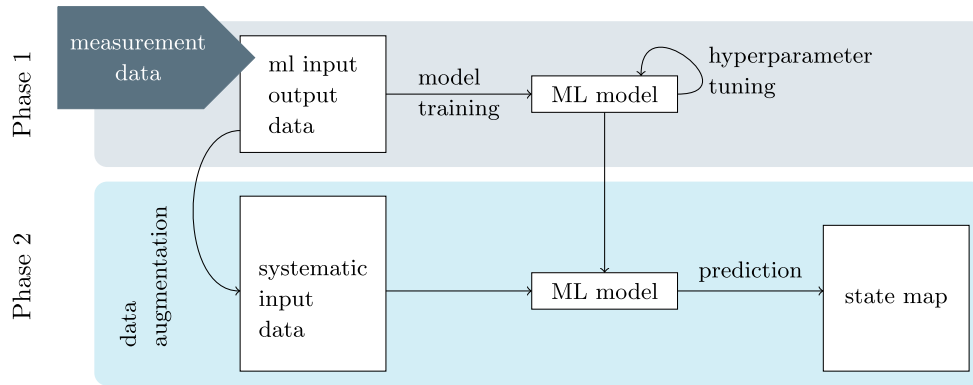 Phase 1
measurement
data
ml input
output
data
model
training
ML model
hyperparameter
tuning
Phase 2
data
augmentation
systematic
input
data
ML model
prediction
state map